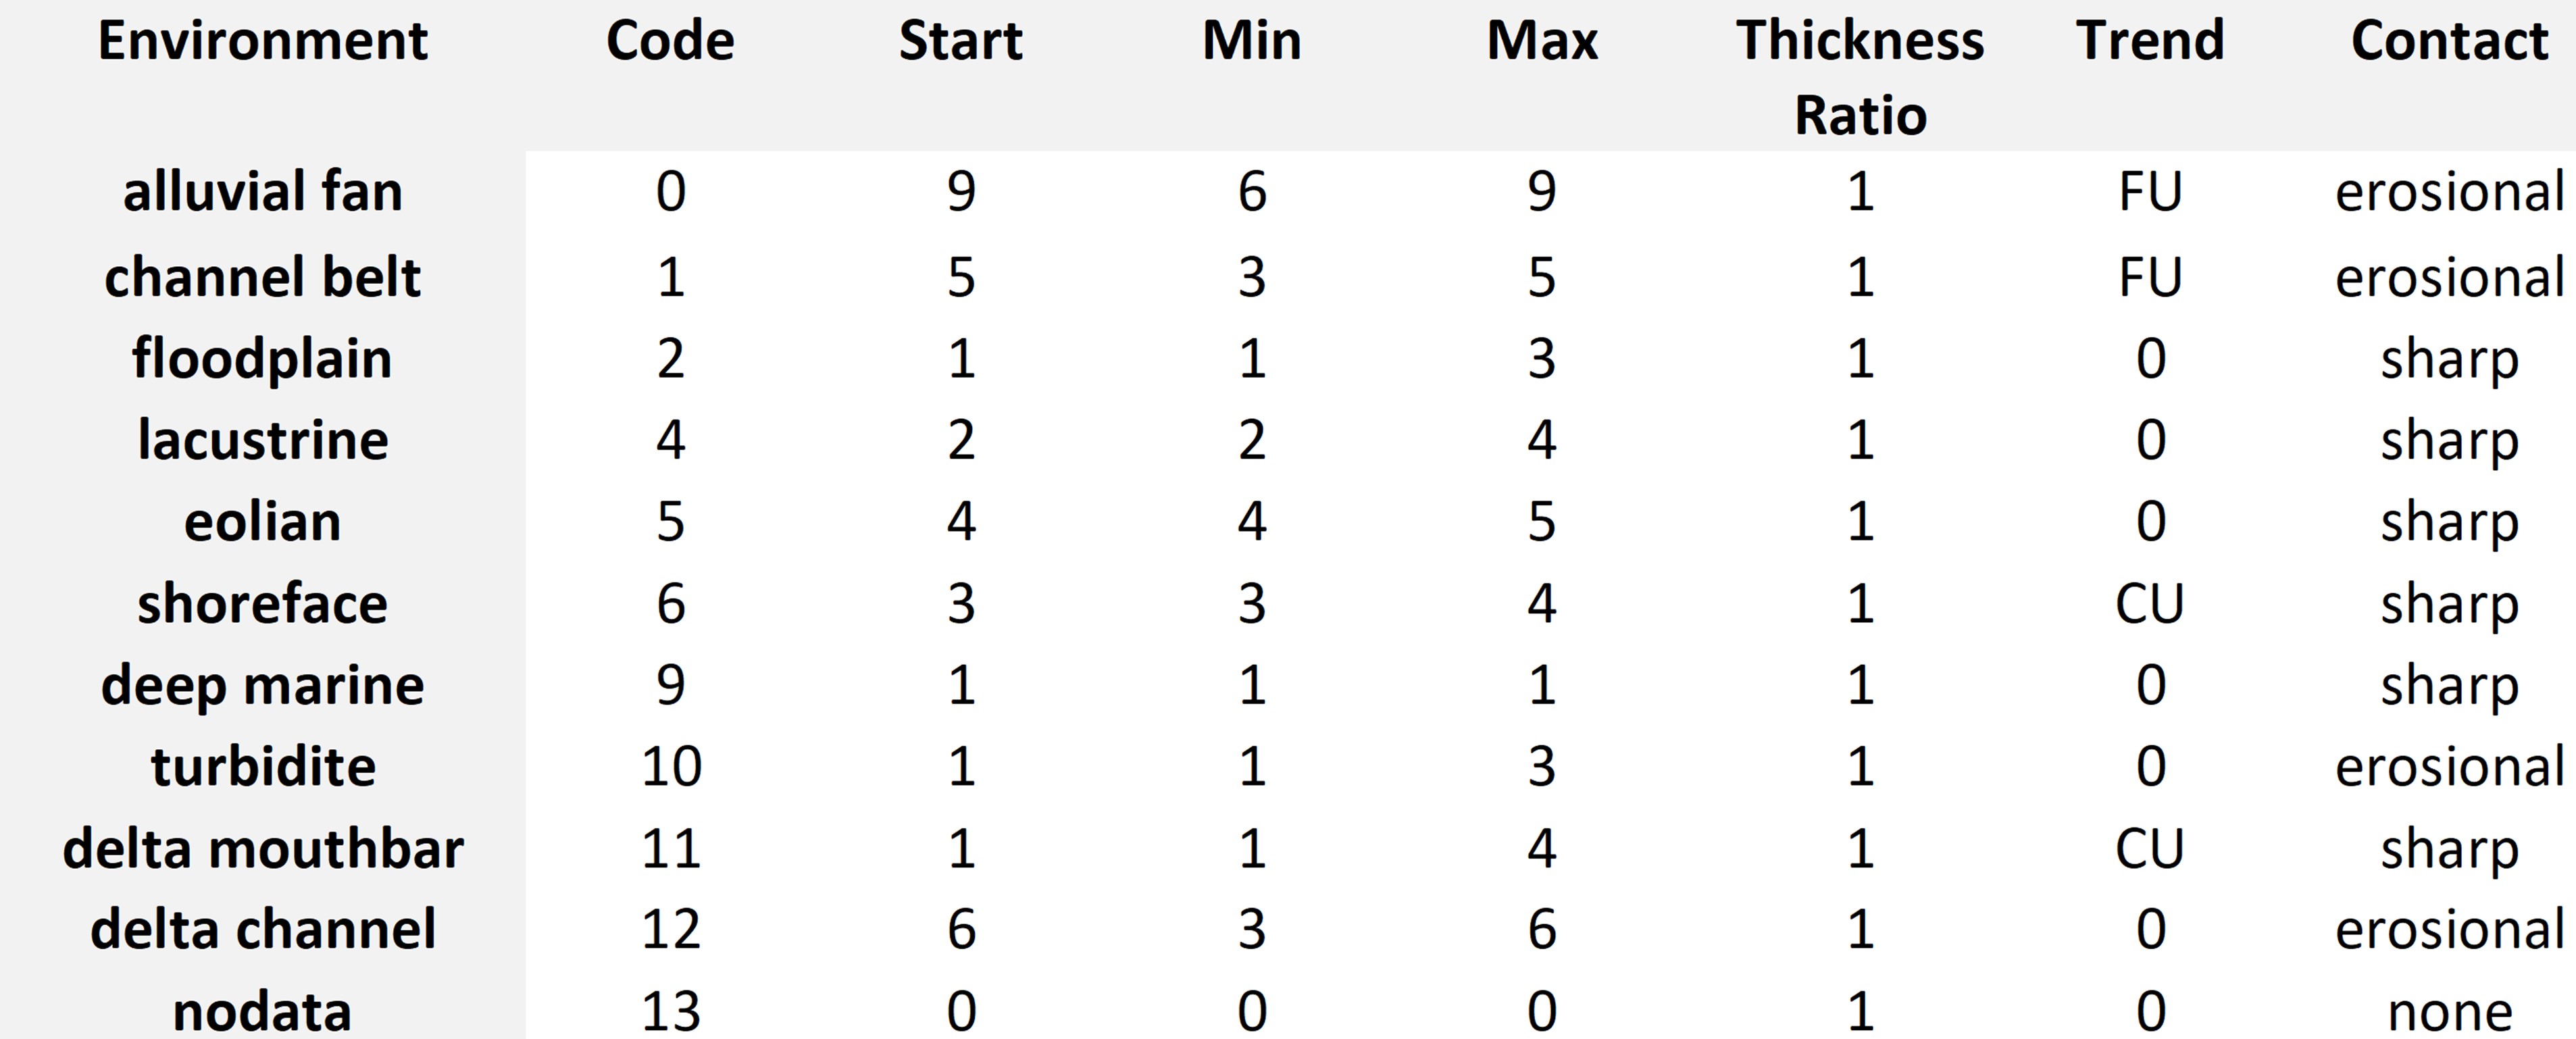 Environment Code Start Min Max Thickness Ratio Trend Contact
alluvial fan 0 9 6 9 1 FU erosional
channel belt 1 5 3 5 1 FU erosional
floodplain 2 1 1 3 1 0 sharp
lacustrine 4 2 2 4 1 0 sharp
eolian 5 4 4 5 1 0 sharp
shoreface 6 3 3 4 1 CU sharp
deep marine 9 1 1 1 1 0 sharp
turbidite 10 1 1 3 1 0 erosional
delta mouthbar 11 1 1 4 1 CU sharp
delta channel 12 6 3 6 1 0 erosional
nodata 13 0 0 0 1 0 none